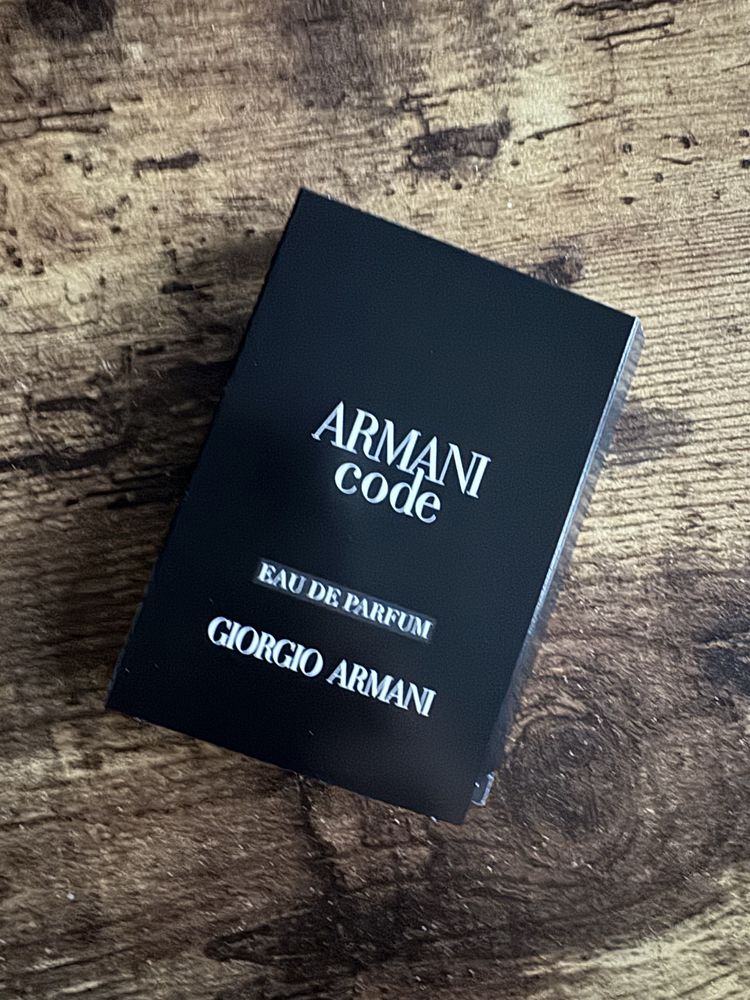 ARMANI
code
EAU DE PARFUM
GIORGIO ARMANI